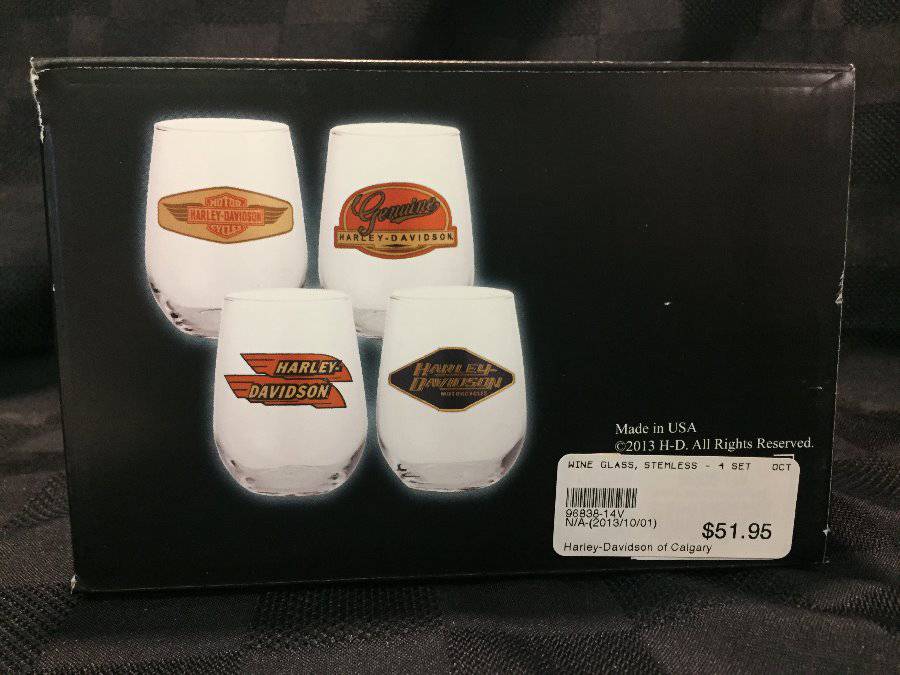 MOTOR
HARLEY-DAVIDSON
CYCLES
Genuine
HARLEY-DAVIDSON
HARLEY-
DAVIDSON
HARLEY-
DAVIDSON
MOTORCYCLES
Made in USA
©2013 H-D. All Rights Reserved.
WINE GLASS, STEMLESS - 4 SET OCT
96838-14V
N/A-(2013/10/01)
$51.95
Harley-Davidson of Calgary